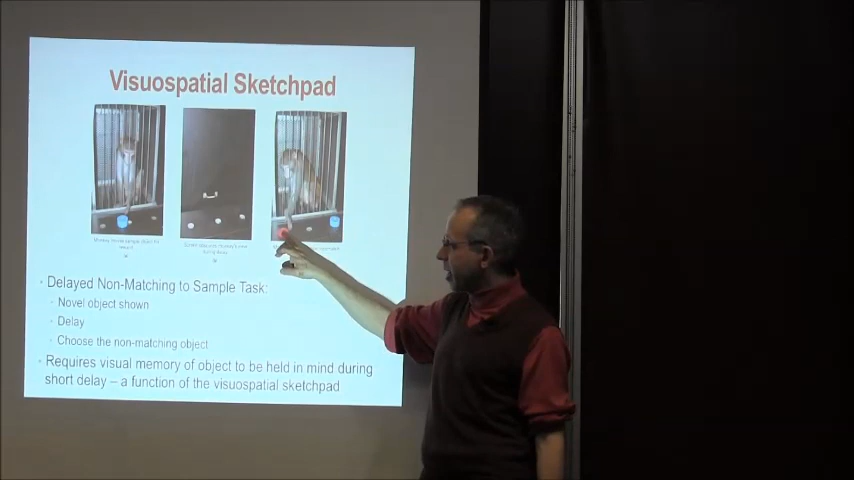 Visuospatial Sketchpad
Delayed Non-Matching to Sample Task:
Novel object shown
Delay
Choose the non-matching object
Requires visual memory of object to be held in mind during
short delay – a function of the visuospatial sketchpad